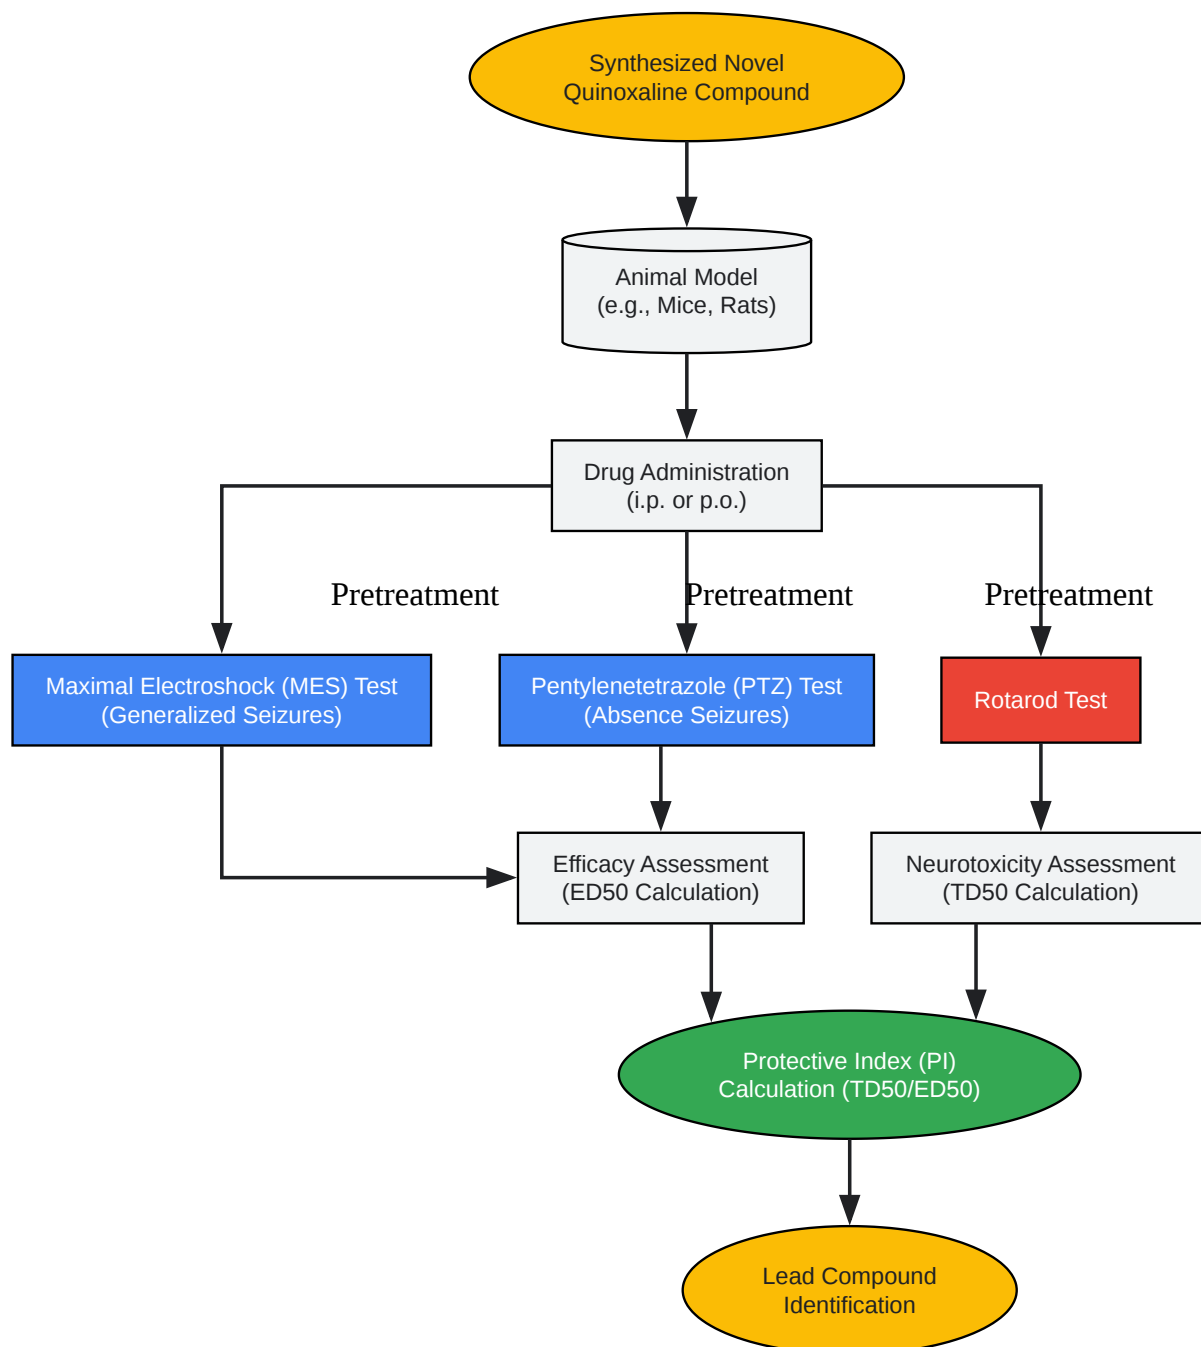 Synthesized Novel
Quinoxaline Compound
Animal Model
(e.g., Mice, Rats)
Drug Administration
(i.p. or p.o.)
Pretreatment
Pretreatment
Pretreatment
Maximal Electroshock (MES) Test
(Generalized Seizures)
Pentylenetetrazole (PTZ) Test
(Absence Seizures)
Rotarod Test
Efficacy Assessment
(ED50 Calculation)
Neurotoxicity Assessment
(TD50 Calculation)
Protective Index (PI)
Calculation (TD50/ED50)
Lead Compound
Identification